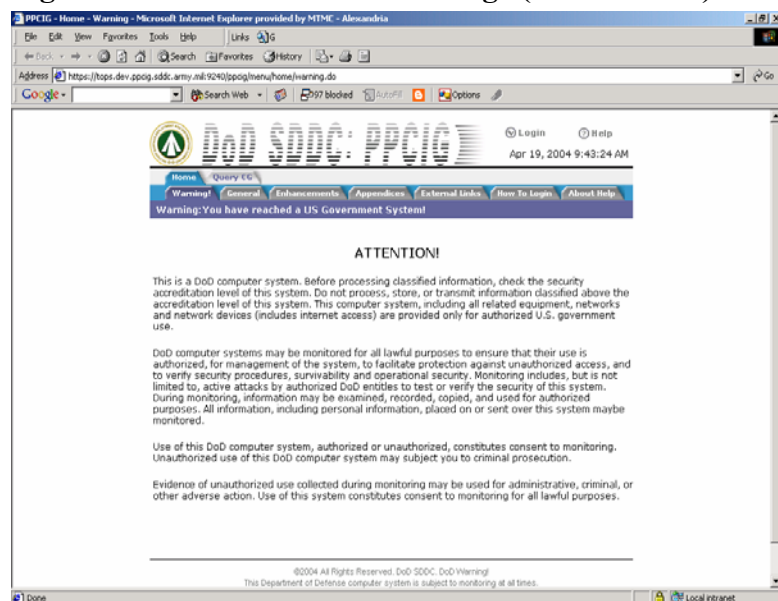 PPCIG - Home - Warning - Microsoft Internet Explorer provided by MTMC - Alexandria
File Edit View Favorites Tools Help Links
Back Search Favorites History
Address https://tops.dev.ppcig.sddc.army.mil:9240/ppcig/menu/home/warning.do Go
Google Search Web 897 blocked AutoFill Options
DoD SDDC: PPCIG
Login Help
Apr 19, 2004 9:43:24 AM
Home Query CG
Warning! General Enhancements Appendices External Links How To Login About Help
Warning: You have reached a US Government System!
ATTENTION!
This is a DoD computer system. Before processing classified information, check the security
accreditation level of this system. Do not process, store, or transmit information classified above the
accreditation level of this system. This computer system, including all related equipment, networks
and network devices (includes internet access) are provided only for authorized U.S. government
use.
DoD computer systems may be monitored for all lawful purposes to ensure that their use is
authorized, for management of the system, to facilitate protection against unauthorized access, and
to verify security procedures, survivability and operational security. Monitoring includes, but is not
limited to, active attacks by authorized DoD entities to test or verify the security of this system.
During monitoring, information may be examined, recorded, copied, and used for authorized
purposes. All information, including personal information, placed on or sent over this system maybe
monitored.
Use of this DoD computer system, authorized or unauthorized, constitutes consent to monitoring.
Unauthorized use of this DoD computer system may subject you to criminal prosecution.
Evidence of unauthorized use collected during monitoring may be used for administrative, criminal, or
other adverse action. Use of this system constitutes consent to monitoring for all lawful purposes.
©2004 All Rights Reserved. DoD SDDC. DoD Warning!
This Department of Defense computer system is subject to monitoring at all times.
Done Local intranet